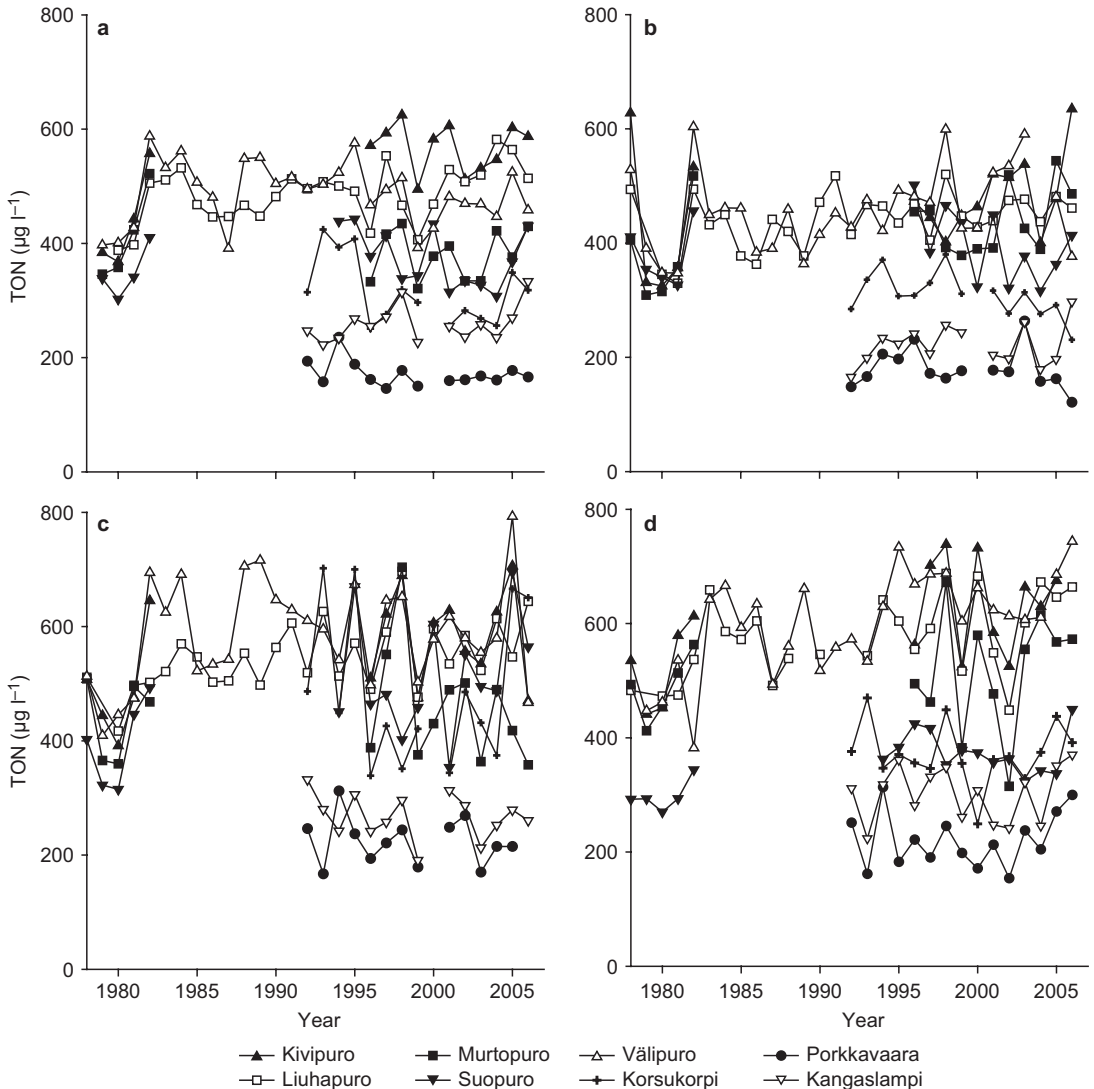 a
800
600
400
200
0
TON (µg l⁻¹)
b
800
600
400
200
0
c
800
600
400
200
0
TON (µg l⁻¹)
1980 1985 1990 1995 2000 2005
Year
d
800
600
400
200
0
1980 1985 1990 1995 2000 2005
Year
Kivipuro Murtopuro Välipuro Porkkavaara
Liuhapuro Suopuro Korsukorpi Kangaslampi